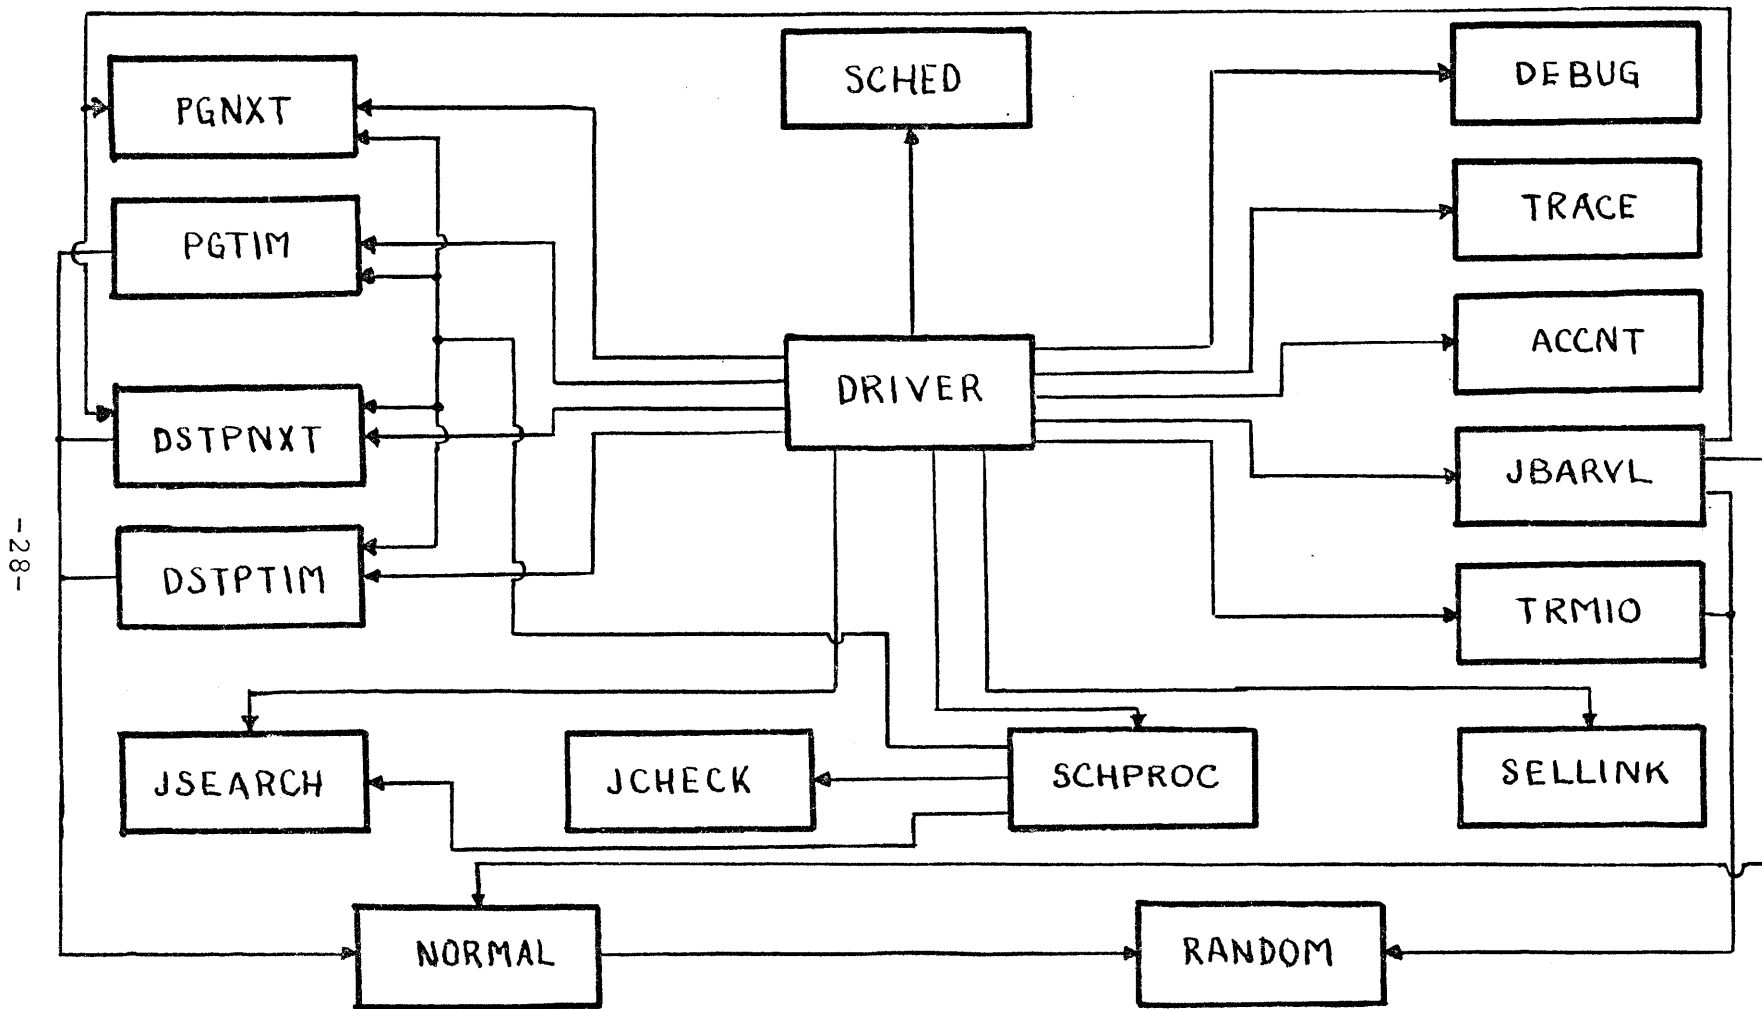 SCHED
DEBUG
PGNXT
TRACE
PGTIM
ACCNT
DRIVER
DSTPNXT
JBARVL
DSTPTIM
TRMIO
JSEARCH
JCHECK
SCHPROC
SELLINK
NORMAL
RANDOM
-28-